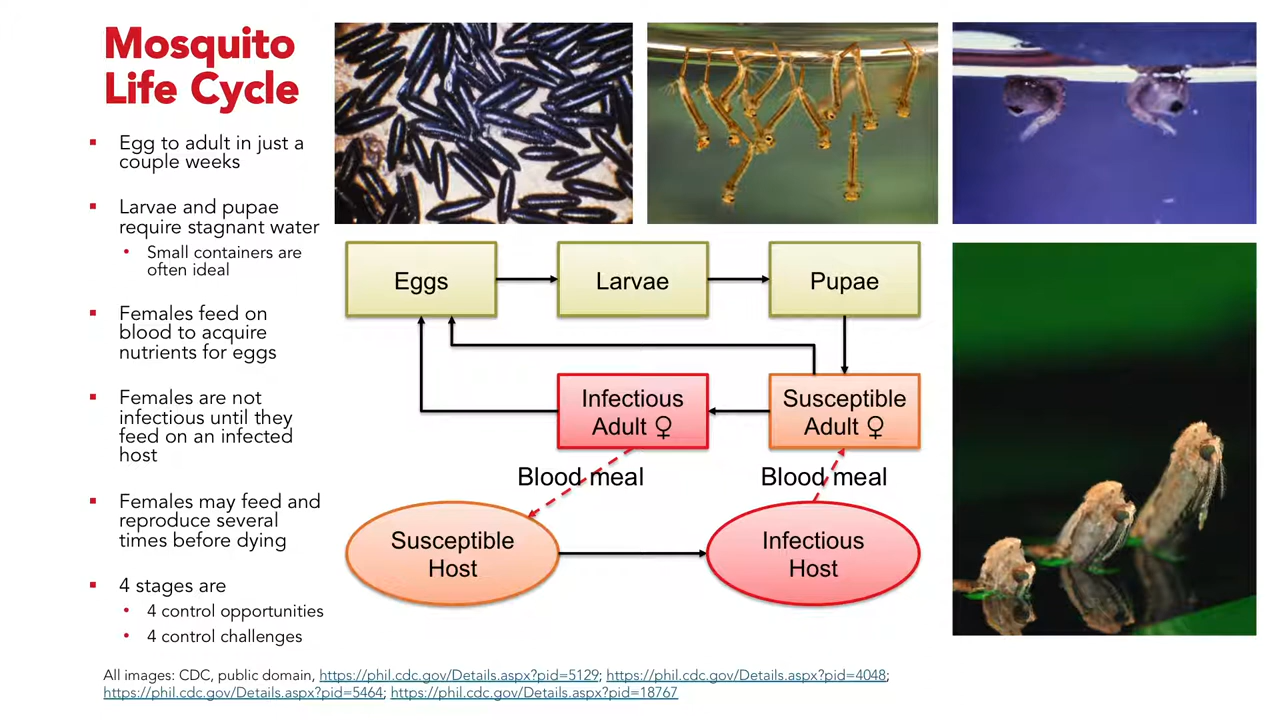 Mosquito
Life Cycle
▪ Egg to adult in just a
couple weeks
▪ Larvae and pupae
require stagnant water
• Small containers are
often ideal
▪ Females feed on
blood to acquire
nutrients for eggs
▪ Females are not
infectious until they
feed on an infected
host
▪ Females may feed and
reproduce several
times before dying
▪ 4 stages are
• 4 control opportunities
• 4 control challenges
Eggs
Larvae
Pupae
Infectious
Adult ♀
Susceptible
Adult ♀
Blood meal
Blood meal
Susceptible
Host
Infectious
Host
All images: CDC, public domain, https://phil.cdc.gov/Details.aspx?pid=5129; https://phil.cdc.gov/Details.aspx?pid=4048;
https://phil.cdc.gov/Details.aspx?pid=5464; https://phil.cdc.gov/Details.aspx?pid=18767